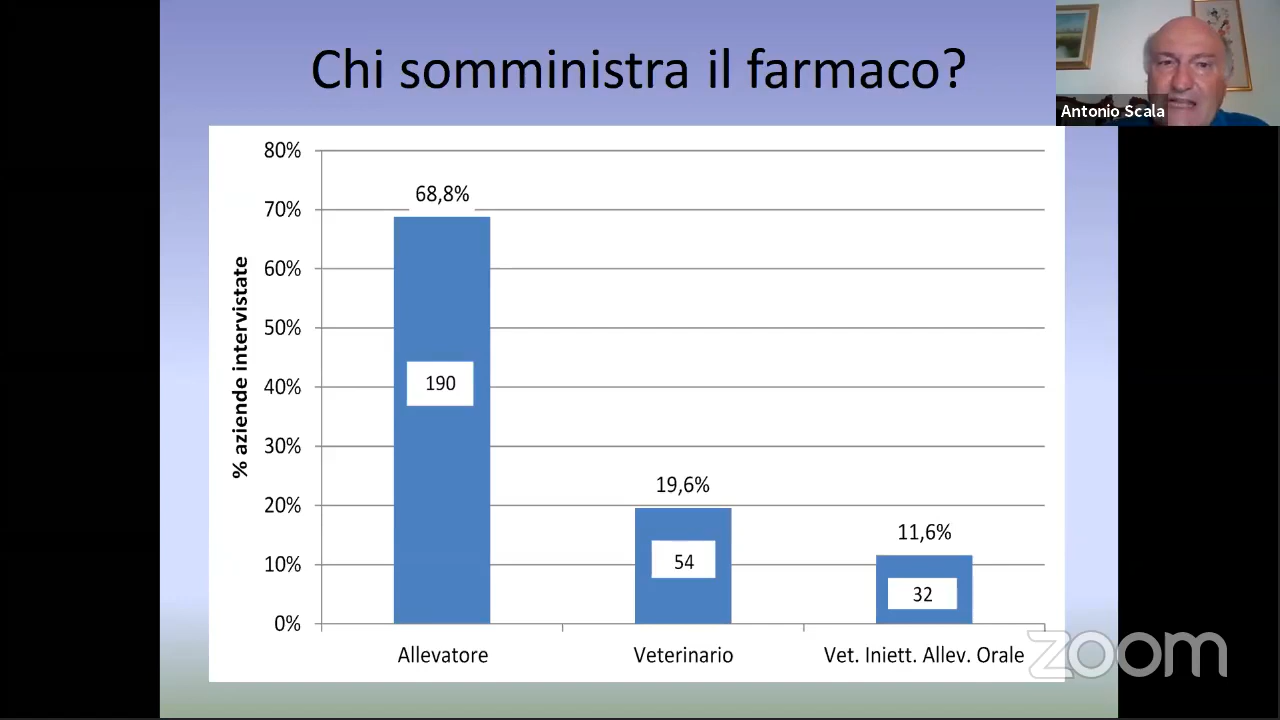 Chi somministra il farmaco?
Antonio Scala
% aziende intervistate
80%
70%
60%
50%
40%
30%
20%
10%
0%
68,8%
190
19,6%
54
11,6%
32
Allevatore
Veterinario
Vet. Iniett. Allev. Orale
zoom